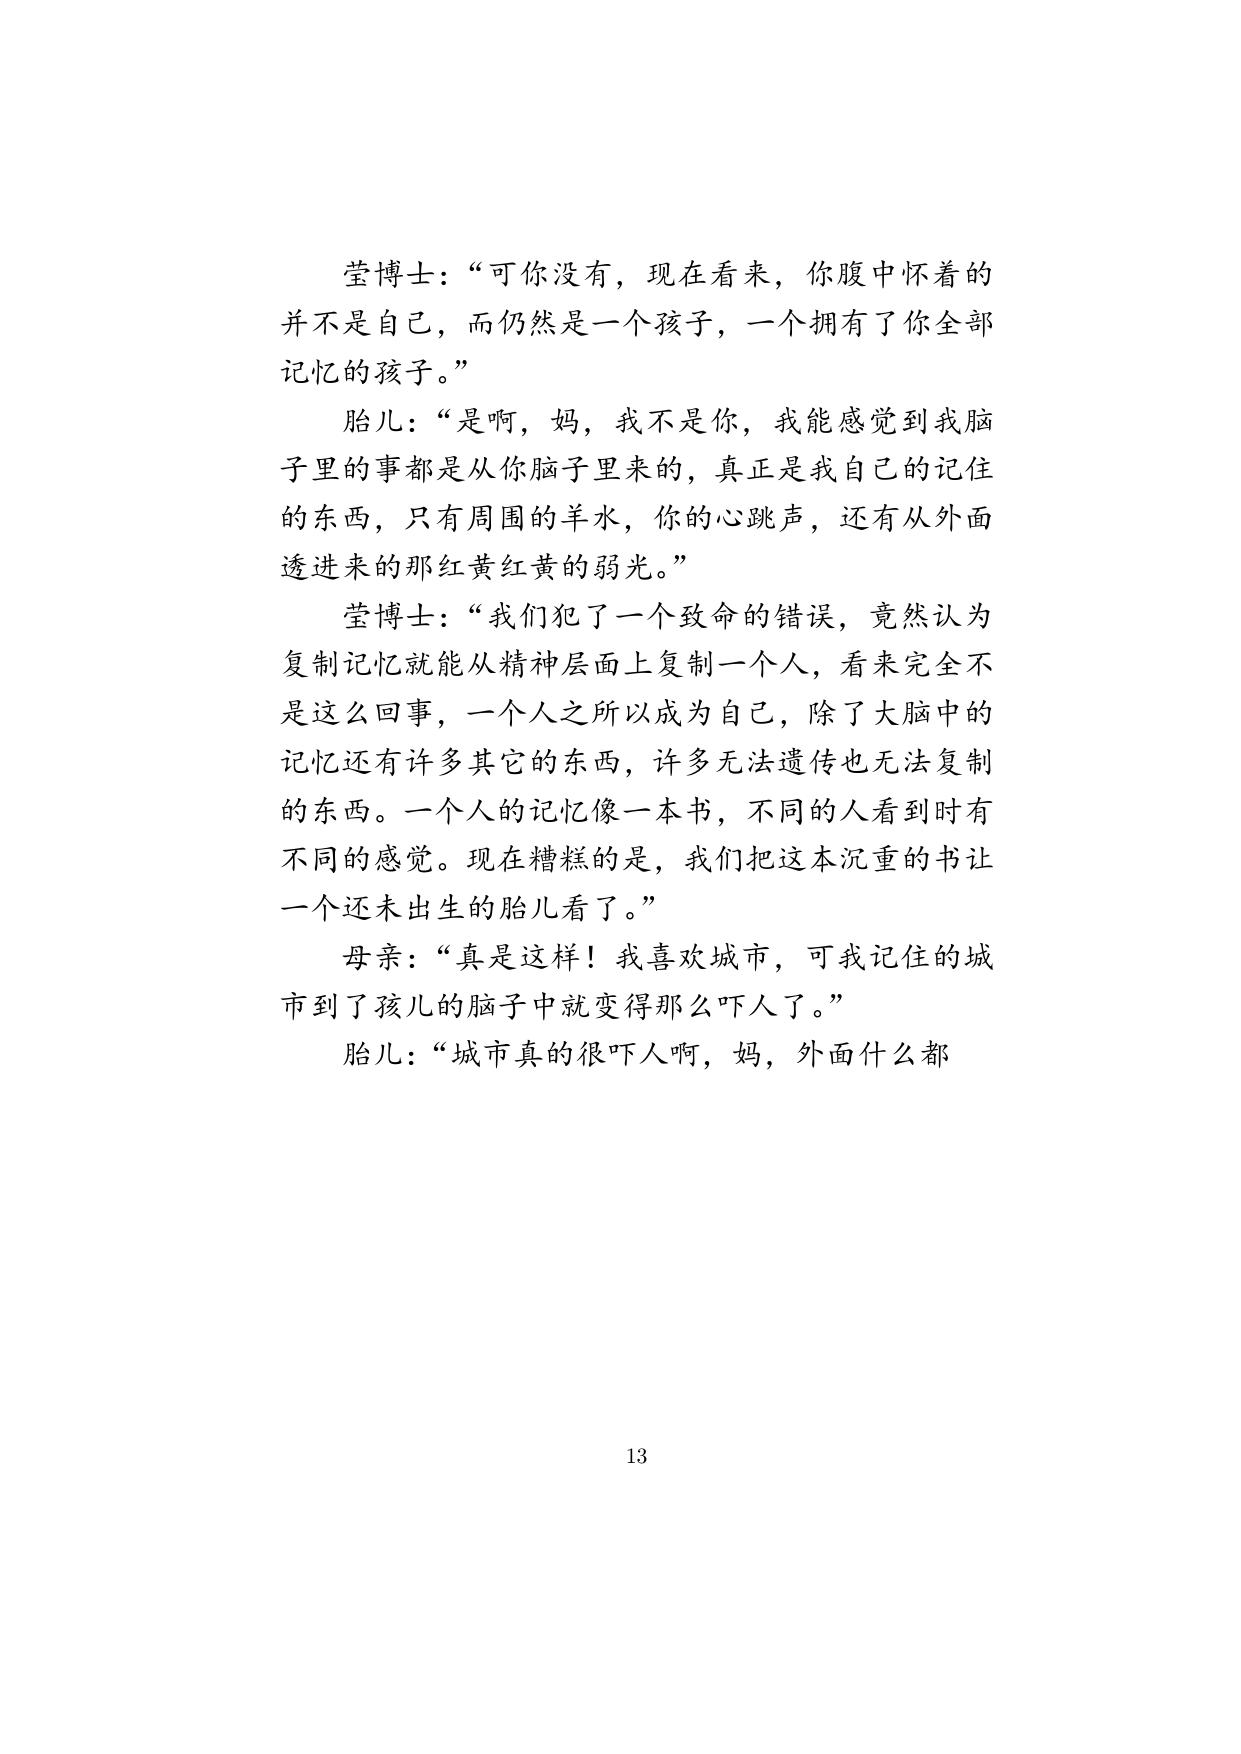 莹博士：“可你没有，现在看来，你腹中怀着的
并不是自己，而仍然是一个孩子，一个拥有了你全部
记忆的孩子。”
胎儿：“是啊，妈，我不是你，我能感觉到我脑
子里的事都是从你脑子里来的，真正是我自己的记住
的东西，只有周围的羊水，你的心跳声，还有从外面
透进来的那红黄红黄的弱光。”
莹博士：“我们犯了一个致命的错误，竟然认为
复制记忆就能从精神层面上复制一个人，看来完全不
是这么回事，一个人之所以成为自己，除了大脑中的
记忆还有许多其它的东西，许多无法遗传也无法复制
的东西。一个人的记忆像一本书，不同的人看到时有
不同的感觉。现在糟糕的是，我们把这本沉重的书让
一个还未出生的胎儿看了。”
母亲：“真是这样！我喜欢城市，可我记住的城
市到了孩儿的脑子中就变得那么吓人了。”
胎儿：“城市真的很吓人啊，妈，外面什么都
13